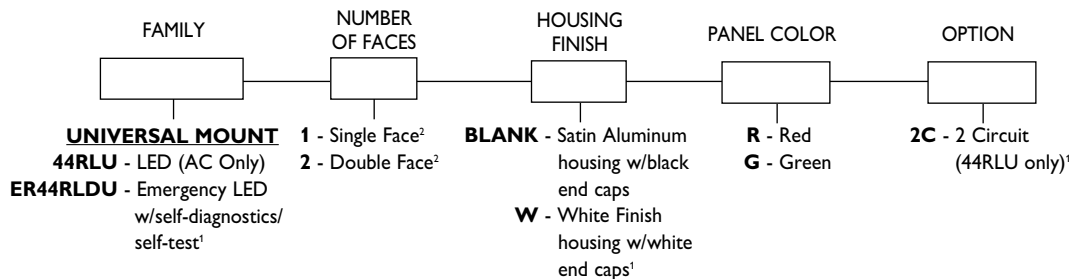 FAMILY
UNIVERSAL MOUNT
44RLU - LED (AC Only)
ER44RLDU - Emergency LED
w/self-diagnostics/
self-test¹
NUMBER
OF FACES
1 - Single Face²
2 - Double Face²
HOUSING
FINISH
BLANK - Satin Aluminum
housing w/black
end caps
W - White Finish
housing w/white
end caps¹
PANEL COLOR
R - Red
G - Green
OPTION
2C - 2 Circuit
(44RLU only)¹